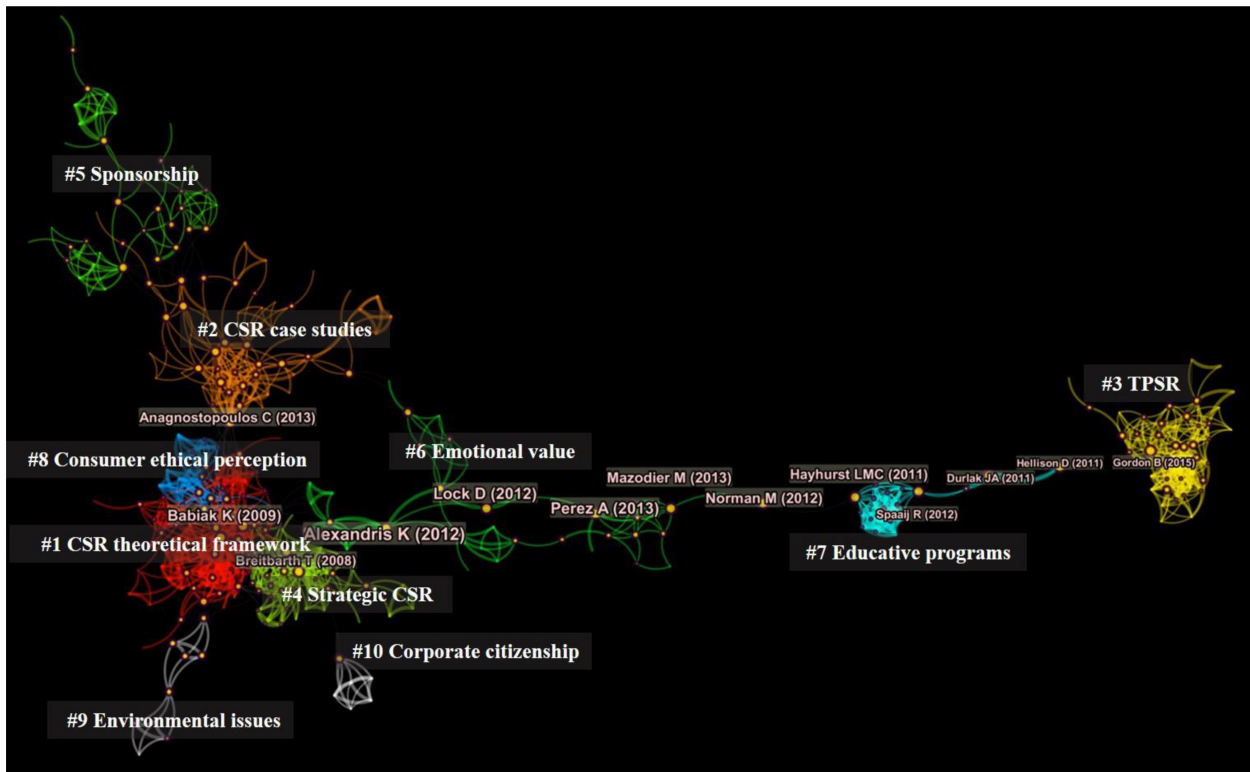 #5 Sponsorship
#2 CSR case studies
#3 TPSR
Anagnostopoulos C (2013)
#6 Emotional value
#8 Consumer ethical perception
Mazodier M (2013)
Hayhurst LMC (2011)
Hellison D (2011)
Gordon B (2015)
Durlak JA (2011)
Lock D (2012)
Norman M (2012)
Perez A (2013)
Spaaij R (2012)
Babiak K (2009)
Alexandris K (2012)
#1 CSR theoretical framework
#7 Educative programs
Breitbarth T (2008)
#4 Strategic CSR
#10 Corporate citizenship
#9 Environmental issues